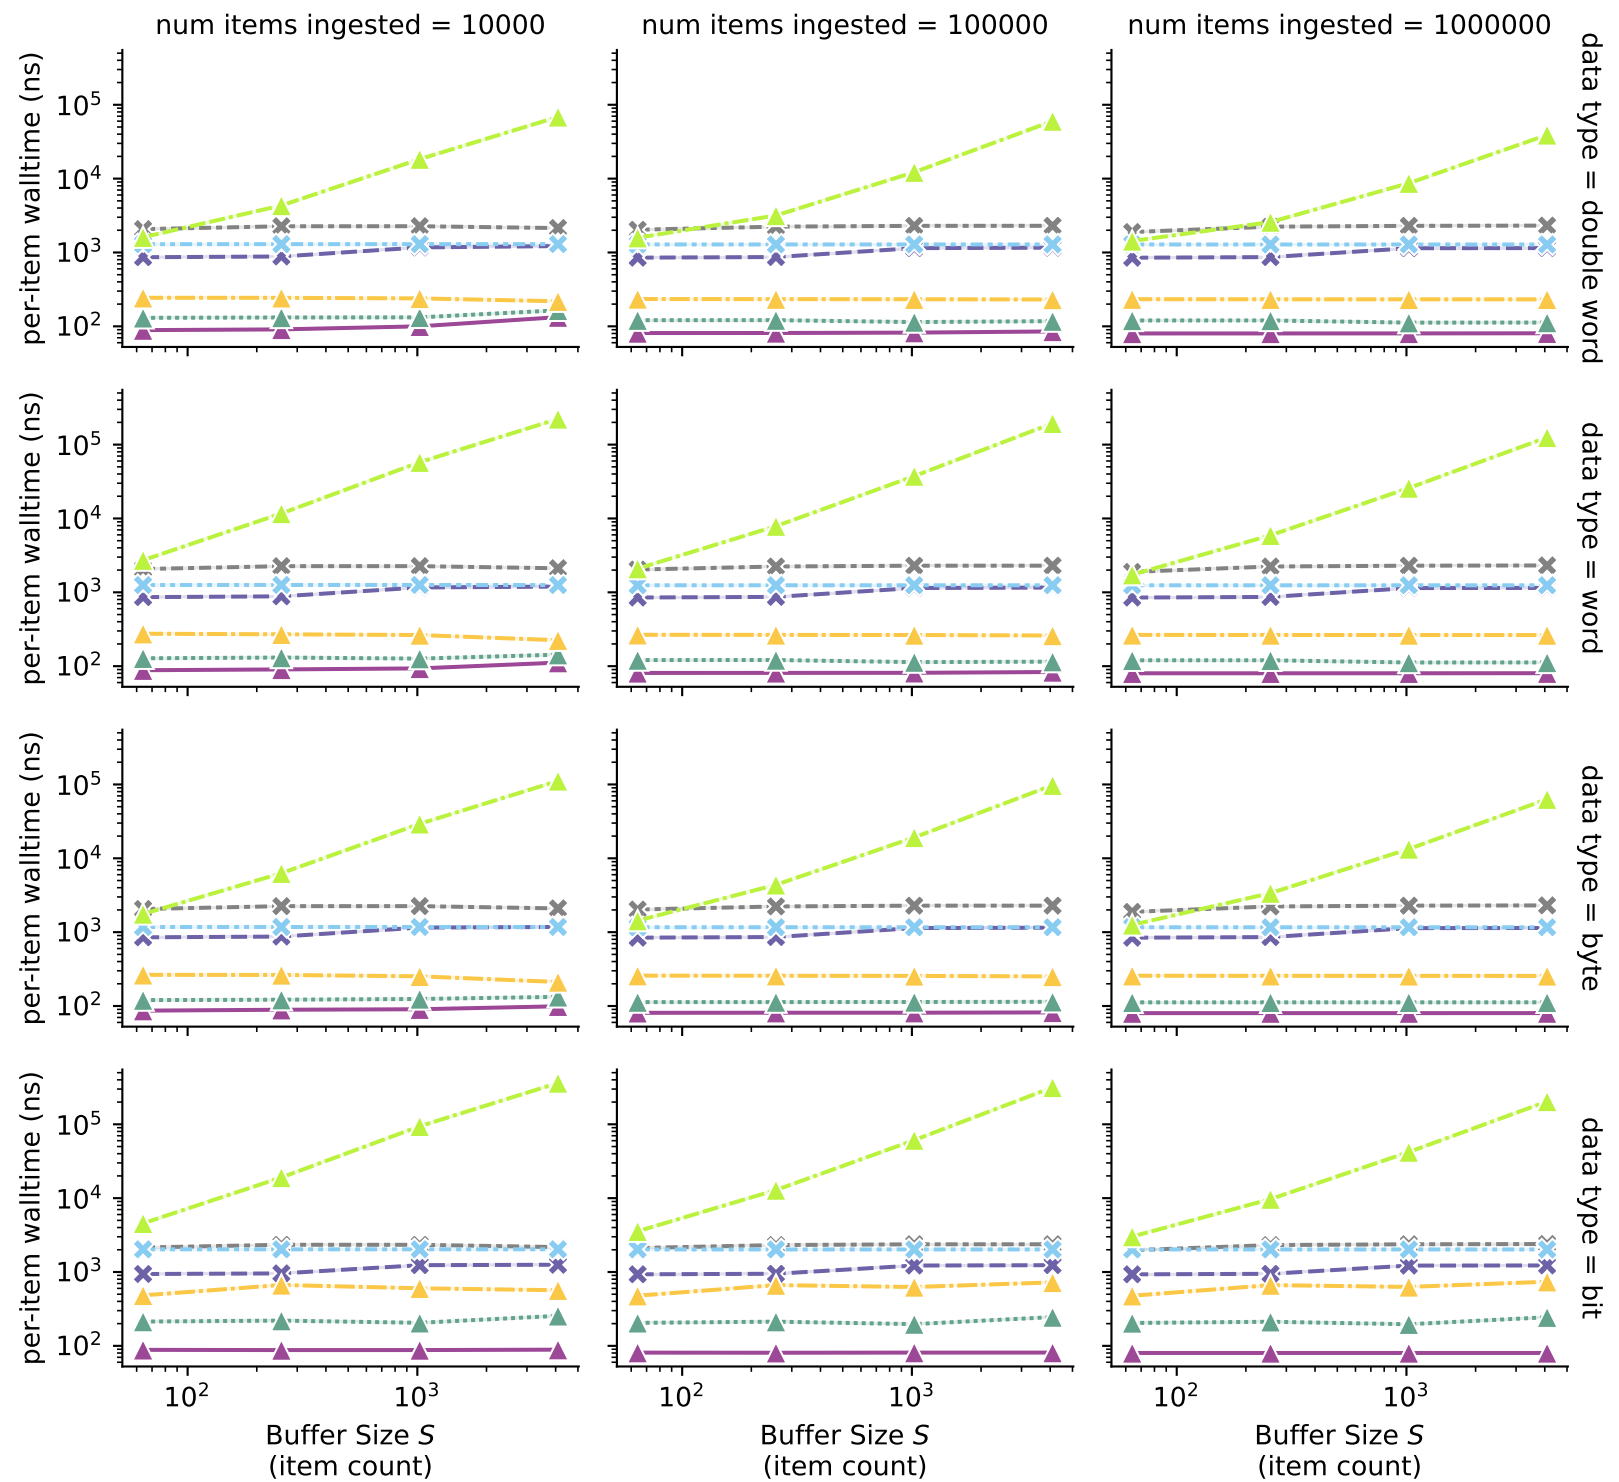 num items ingested = 10000
num items ingested = 100000
num items ingested = 1000000
per-item walltime (ns)
10⁵
10⁴
10³
10²
data type = double word
per-item walltime (ns)
10⁵
10⁴
10³
10²
data type = word
per-item walltime (ns)
10⁵
10⁴
10³
10²
data type = byte
per-item walltime (ns)
10⁵
10⁴
10³
10²
data type = bit
10² 10³
10² 10³
10² 10³
Buffer Size S
(item count)
Buffer Size S
(item count)
Buffer Size S
(item count)